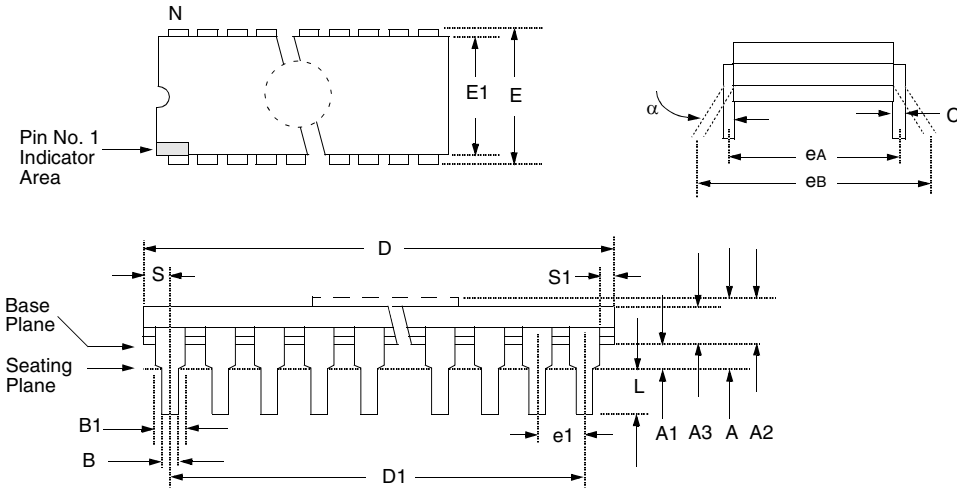 N
E1
E
Pin No. 1
Indicator
Area
α
C
eA
eB
D
S
S1
Base
Plane
Seating
Plane
L
B1
e1
A1
A3
A
A2
B
D1